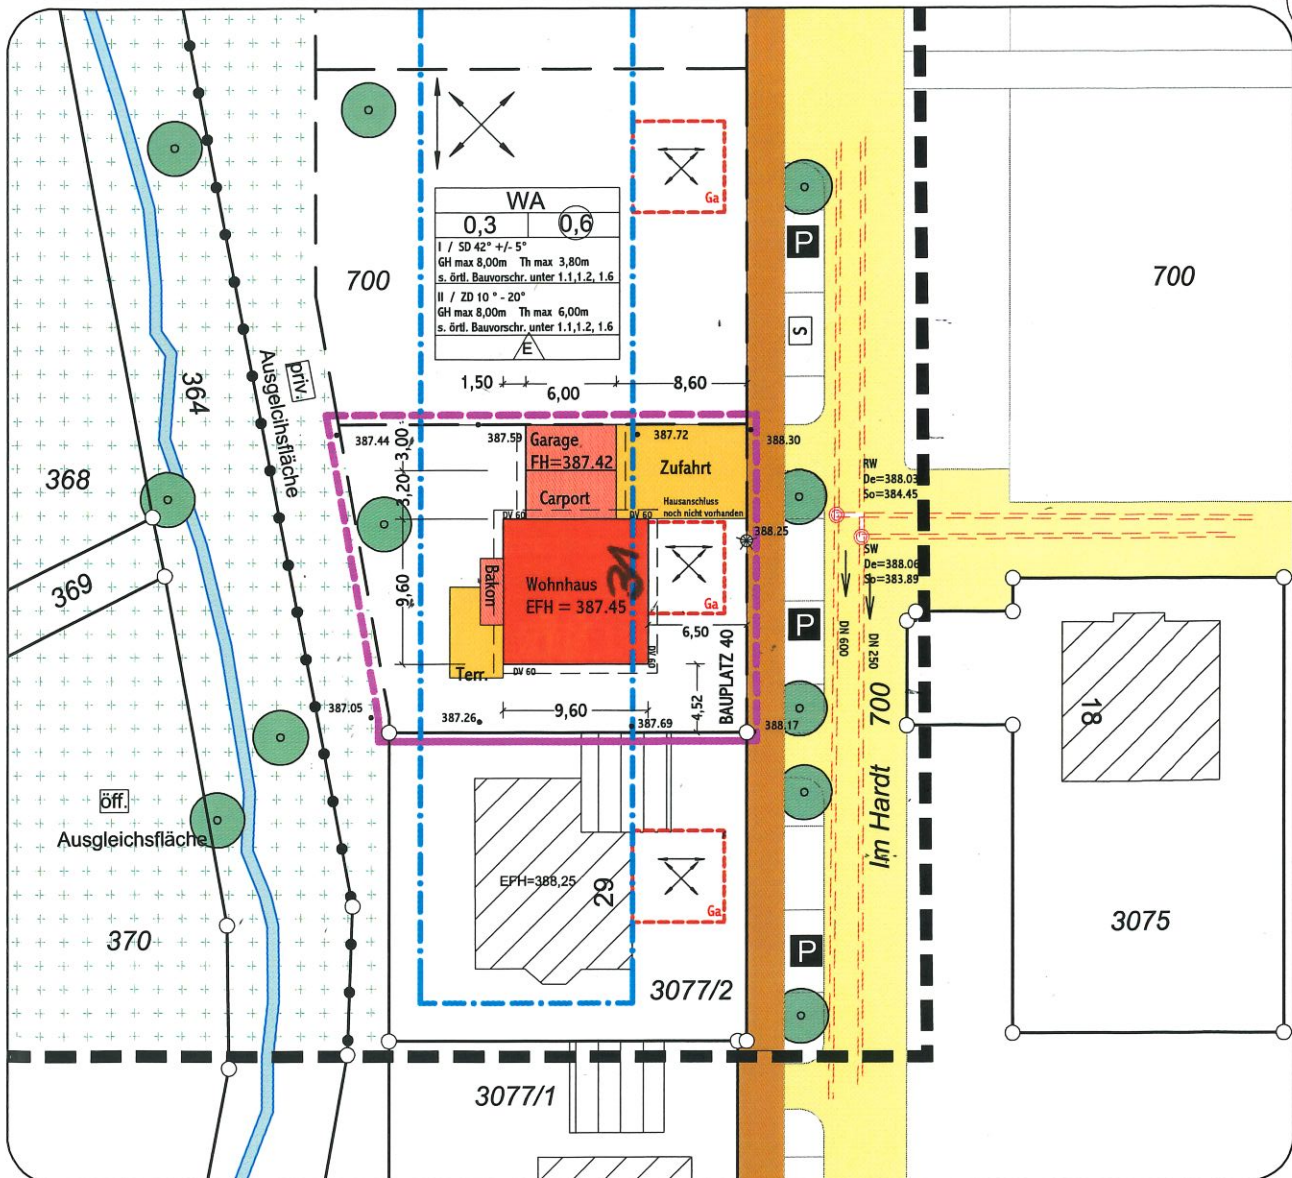 WA
0,3
0,6
I / SD 42° +/- 5°
GH max 8,00m Th max 3,80m
s. örtl. Bauvorschr. unter 1.1,1.2, 1.6
II / ZD 10 ° - 20°
GH max 8,00m Th max 6,00m
s. örtl. Bauvorschr. unter 1.1,1.2, 1.6
E
Ga
P
S
700
700
364
priv.
Ausgelcihsfläche
368
369
1,50
6,00
8,60
387.44
3,00
387.59
387.72
388.30
Garage
FH=387.42
Carport
Zufahrt
Hausanschluss
noch nicht vorhanden
3,20
DV 60
DV 60
388.25
RW
De=388.03
So=384.45
SW
De=388.06
So=383.89
Bakon
Wohnhaus
EFH = 387.45
31
Ga
9,60
6,50
DV 60
Terr.
DV 60
BAUPLATZ 40
4,52
P
DN 600
DN 250
387.05
387.26
9,60
387.69
388.17
700
Im Hardt
18
öff.
Ausgleichsfläche
EFH=388,25
29
Ga
370
3077/2
P
3075
3077/1